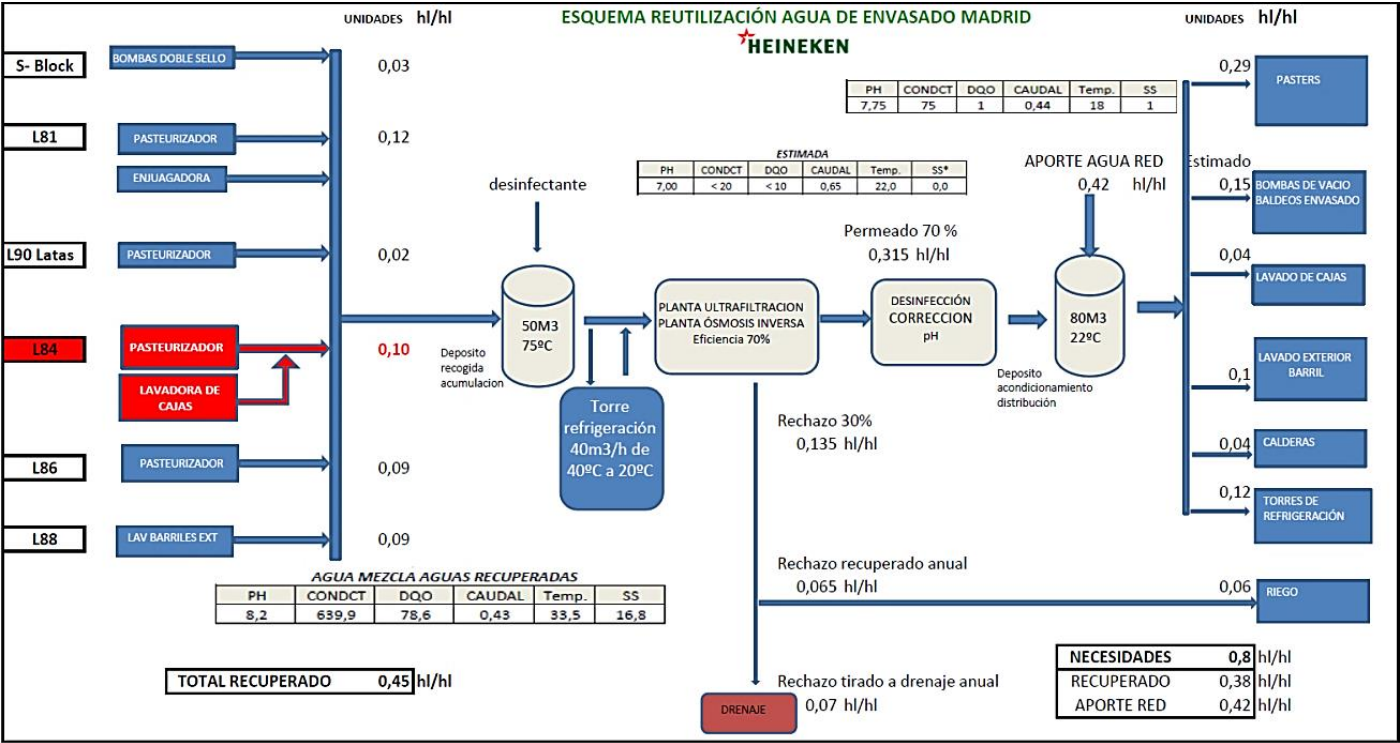 UNIDADES hl/hl
ESQUEMA REUTILIZACIÓN AGUA DE ENVASADO MADRID
HEINEKEN
UNIDADES hl/hl
S- Block
BOMBAS DOBLE SELLO
0,03
L81
PASTEURIZADOR
0,12
ENJUAGADORA
L90 Latas
PASTEURIZADOR
0,02
L84
PASTEURIZADOR
0,10
LAVADORA DE
CAJAS
L86
PASTEURIZADOR
0,09
L88
LAV BARRILES EXT
0,09
AGUA MEZCLA AGUAS RECUPERADAS
PH CONDCT DQO CAUDAL Temp. SS
8,2 639,9 78,6 0,43 33,5 16,8
TOTAL RECUPERADO 0,45 hl/hl
desinfectante
50M3
75ºC
Deposito
recogida
acumulacion
Torre
refrigeración
40m3/h de
40ºC a 20ºC
ESTIMADA
PH CONDCT DQO CAUDAL Temp. SS*
7,00 < 20 < 10 0,65 22,0 0,0
PLANTA ULTRAFILTRACION
PLANTA ÓSMOSIS INVERSA
Eficiencia 70%
Permeado 70 %
0,315 hl/hl
DESINFECCIÓN
CORRECCION
pH
PH CONDCT DQO CAUDAL Temp. SS
7,75 75 1 0,44 18 1
APORTE AGUA RED
0,42 hl/hl
80M3
22ºC
Deposito
acondicionamiento
distribución
Rechazo 30%
0,135 hl/hl
Rechazo recuperado anual
0,065 hl/hl
Rechazo tirado a drenaje anual
0,07 hl/hl
DRENAJE
0,29
PASTERS
Estimado
0,15
BOMBAS DE VACIO
BALDEOS ENVASADO
0,04
LAVADO DE CAJAS
LAVADO EXTERIOR
BARRIL
0,1
0,04
CALDERAS
0,12
TORRES DE
REFRIGERACIÓN
0,06
RIEGO
NECESIDADES 0,8 hl/hl
RECUPERADO 0,38 hl/hl
APORTE RED 0,42 hl/hl